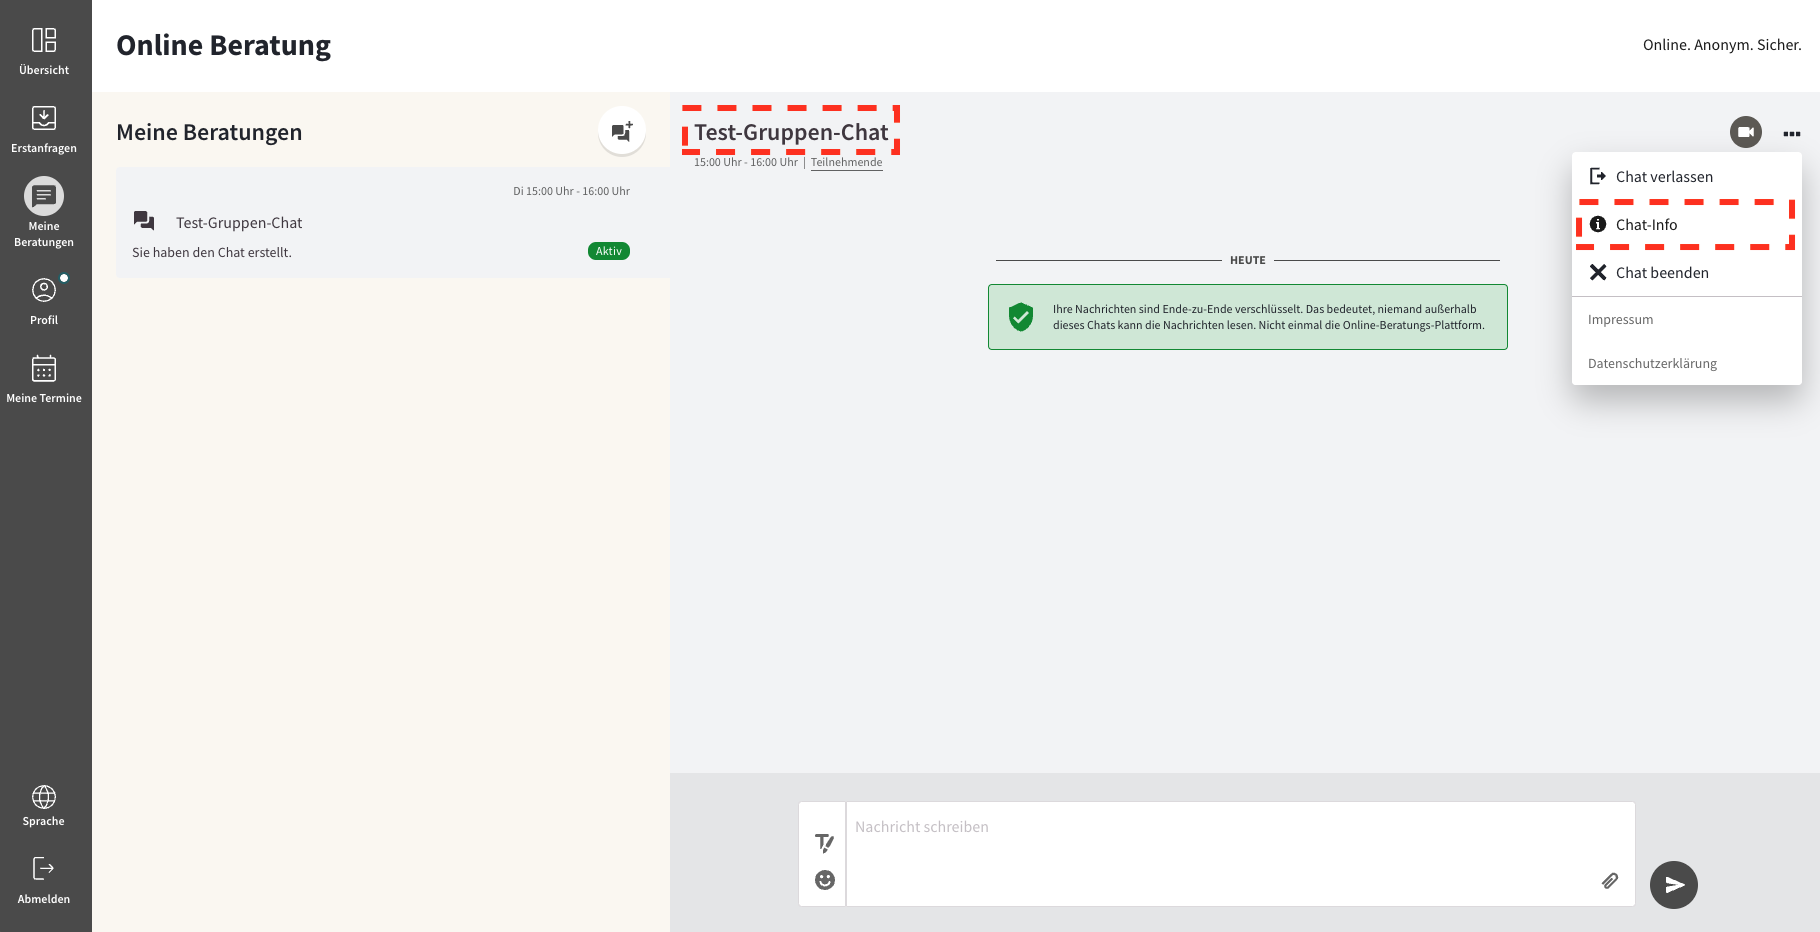 Online Beratung
Online. Anonym. Sicher.
Übersicht
Erstanfragen
Meine
Beratungen
Profil
Meine Termine
Sprache
Abmelden
Meine Beratungen
Di 15:00 Uhr - 16:00 Uhr
Test-Gruppen-Chat
Sie haben den Chat erstellt.
Aktiv
Test-Gruppen-Chat
15:00 Uhr - 16:00 Uhr | Teilnehmende
HEUTE
Ihre Nachrichten sind Ende-zu-Ende verschlüsselt. Das bedeutet, niemand außerhalb
dieses Chats kann die Nachrichten lesen. Nicht einmal die Online-Beratungs-Plattform.
Chat verlassen
Chat-Info
Chat beenden
Impressum
Datenschutzerklärung
Nachricht schreiben